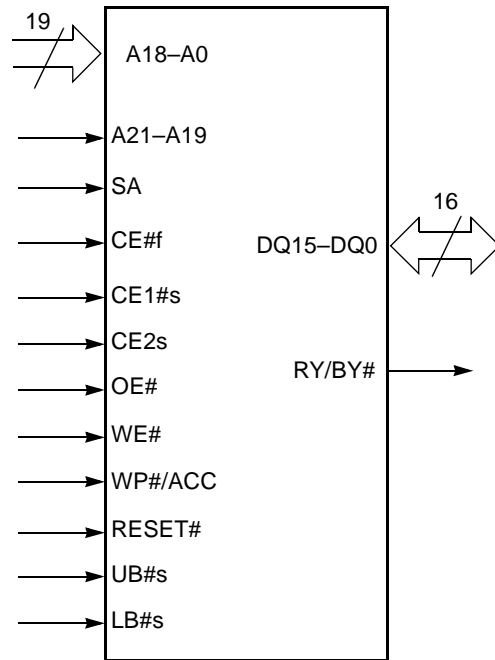 19
A18–A0
A21–A19
SA
16
CE#f
DQ15–DQ0
CE1#s
CE2s
RY/BY#
OE#
WE#
WP#/ACC
RESET#
UB#s
LB#s